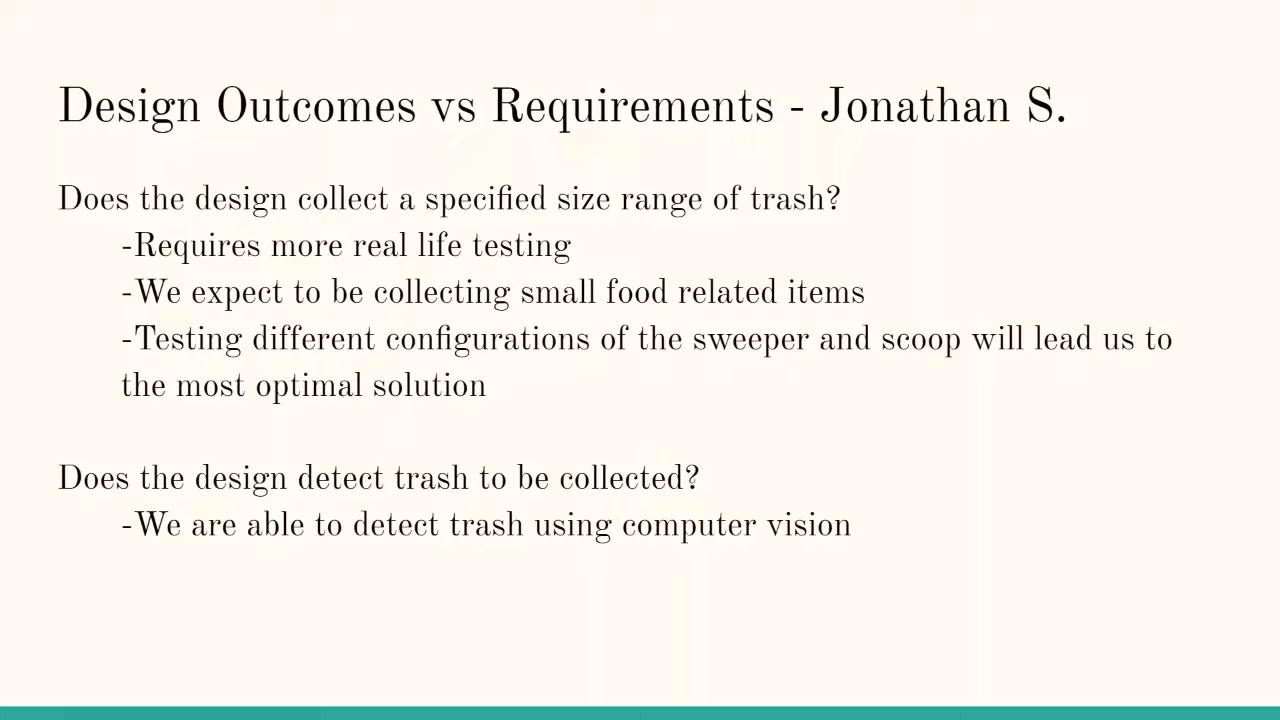 Design Outcomes vs Requirements - Jonathan S.
Does the design collect a specified size range of trash?
-Requires more real life testing
-We expect to be collecting small food related items
-Testing different configurations of the sweeper and scoop will lead us to
the most optimal solution
Does the design detect trash to be collected?
-We are able to detect trash using computer vision